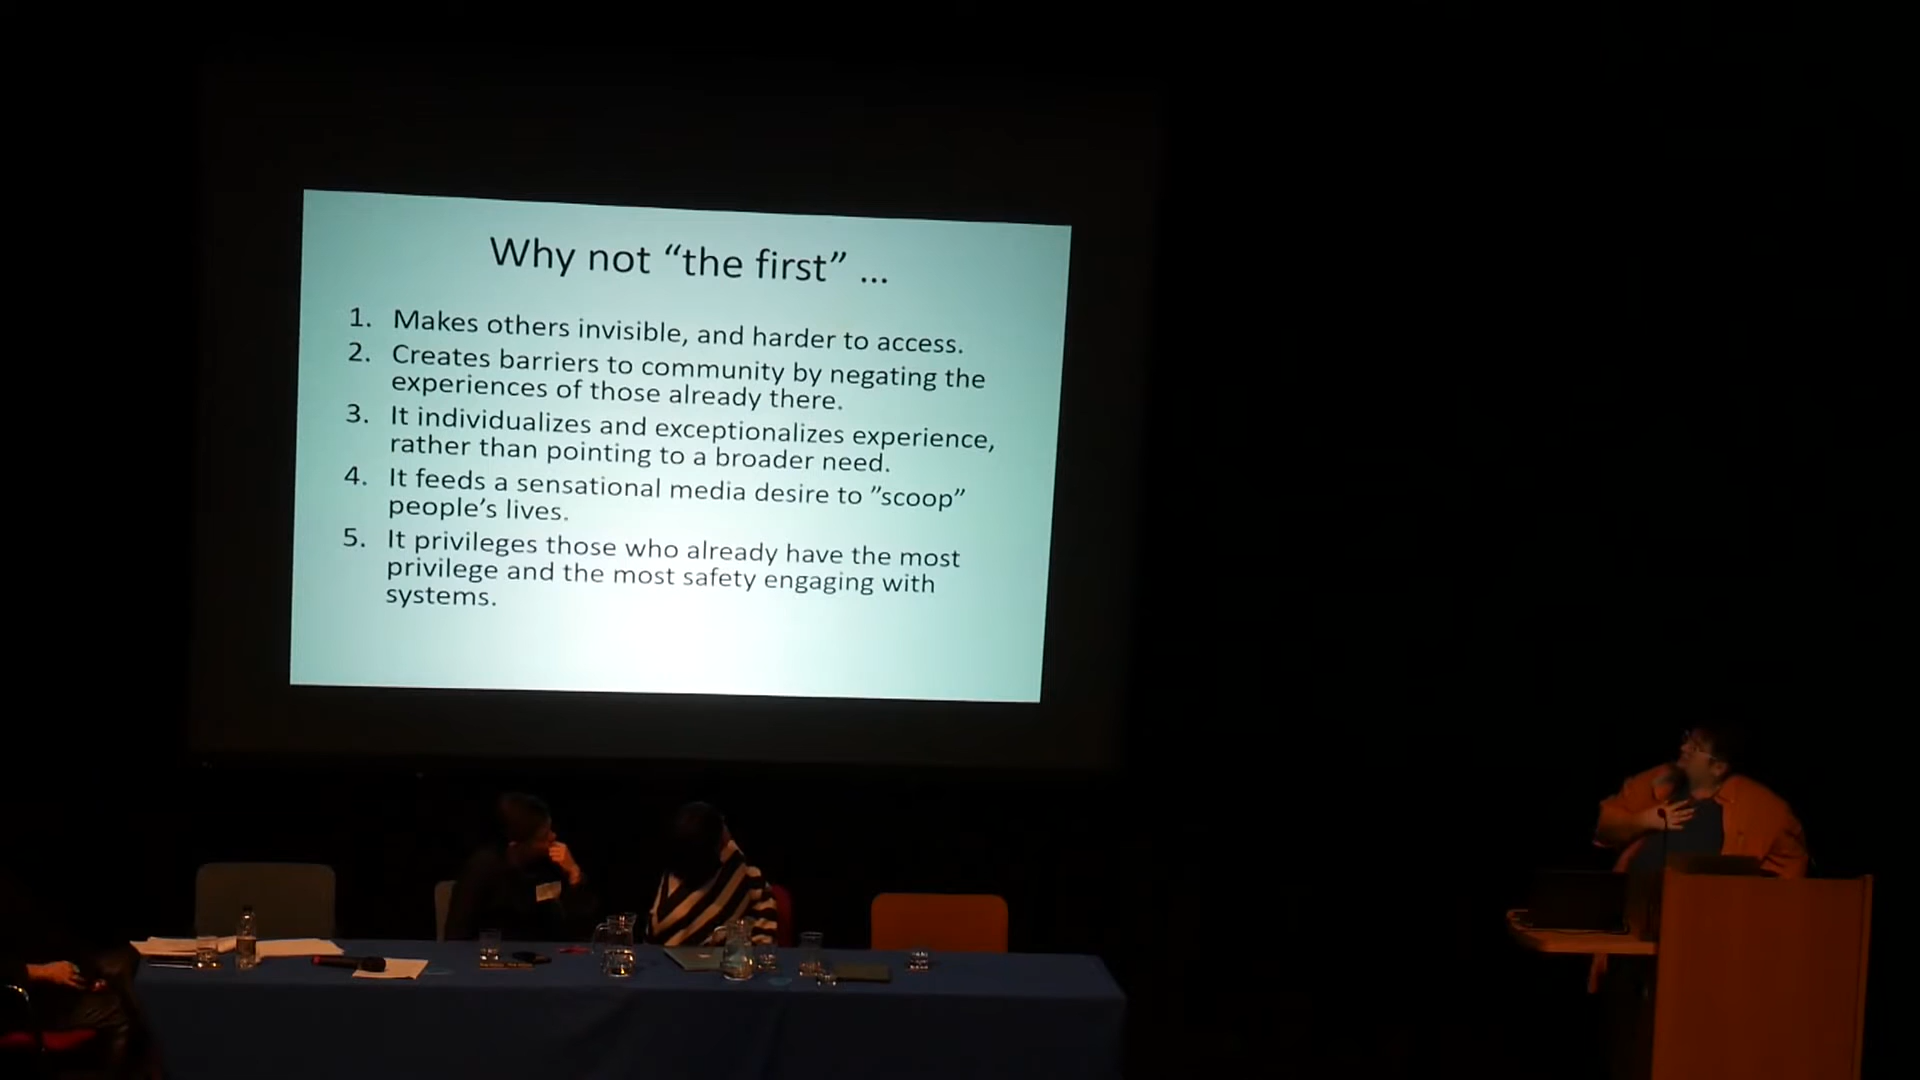 Why not “the first” ...
1. Makes others invisible, and harder to access.
2. Creates barriers to community by negating the
experiences of those already there.
3. It individualizes and exceptionalizes experience,
rather than pointing to a broader need.
4. It feeds a sensational media desire to ”scoop”
people’s lives.
5. It privileges those who already have the most
privilege and the most safety engaging with
systems.